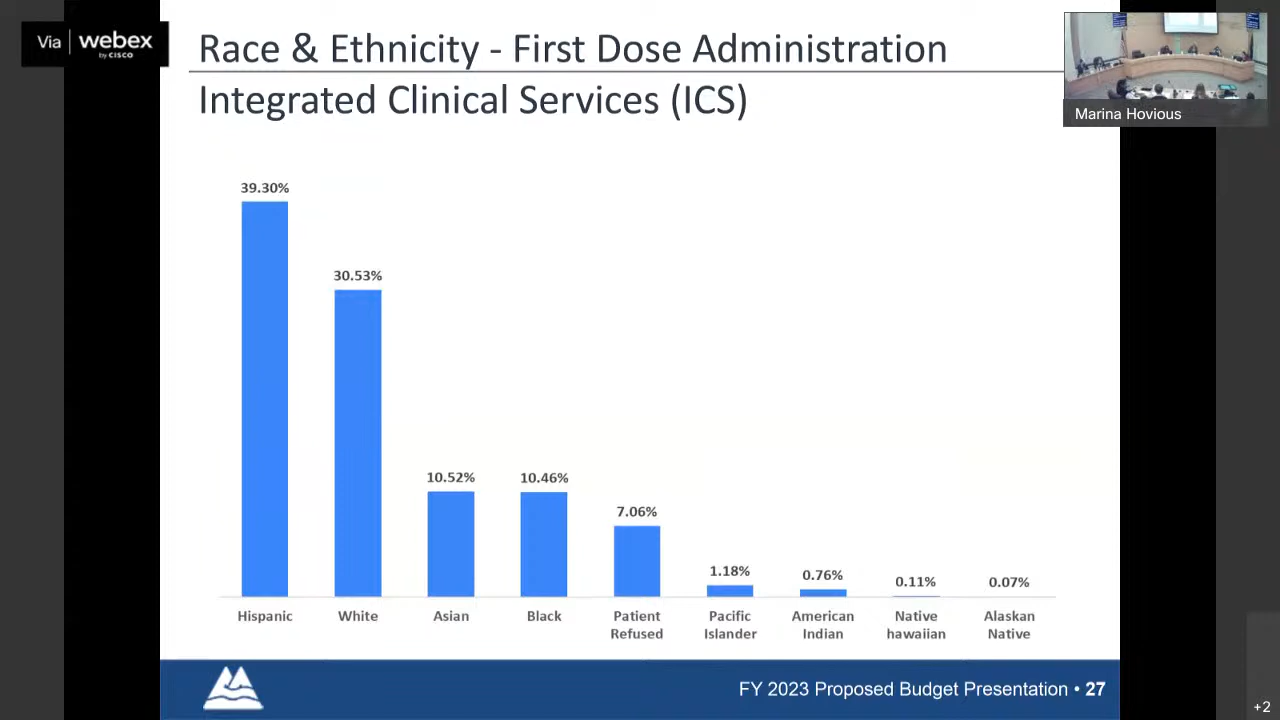 Via webex
by CISCO
Race & Ethnicity - First Dose Administration
Integrated Clinical Services (ICS)
Marina Hovious
39.30%
30.53%
10.52%
10.46%
7.06%
1.18%
0.76%
0.11%
0.07%
Hispanic
White
Asian
Black
Patient
Refused
Pacific
Islander
American
Indian
Native
hawaiian
Alaskan
Native
FY 2023 Proposed Budget Presentation • 27
+2